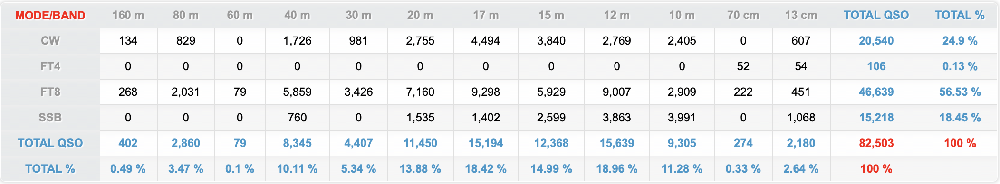 MODE/BAND 160 m 80 m 60 m 40 m 30 m 20 m 17 m 15 m 12 m 10 m 70 cm 13 cm TOTAL QSO TOTAL %
CW 134 829 0 1,726 981 2,755 4,494 3,840 2,769 2,405 0 607 20,540 24.9 %
FT4 0 0 0 0 0 0 0 0 0 0 52 54 106 0.13 %
FT8 268 2,031 79 5,859 3,426 7,160 9,298 5,929 9,007 2,909 222 451 46,639 56.53 %
SSB 0 0 0 760 0 1,535 1,402 2,599 3,863 3,991 0 1,068 15,218 18.45 %
TOTAL QSO 402 2,860 79 8,345 4,407 11,450 15,194 12,368 15,639 9,305 274 2,180 82,503 100 %
TOTAL % 0.49 % 3.47 % 0.1 % 10.11 % 5.34 % 13.88 % 18.42 % 14.99 % 18.96 % 11.28 % 0.33 % 2.64 % 100 %